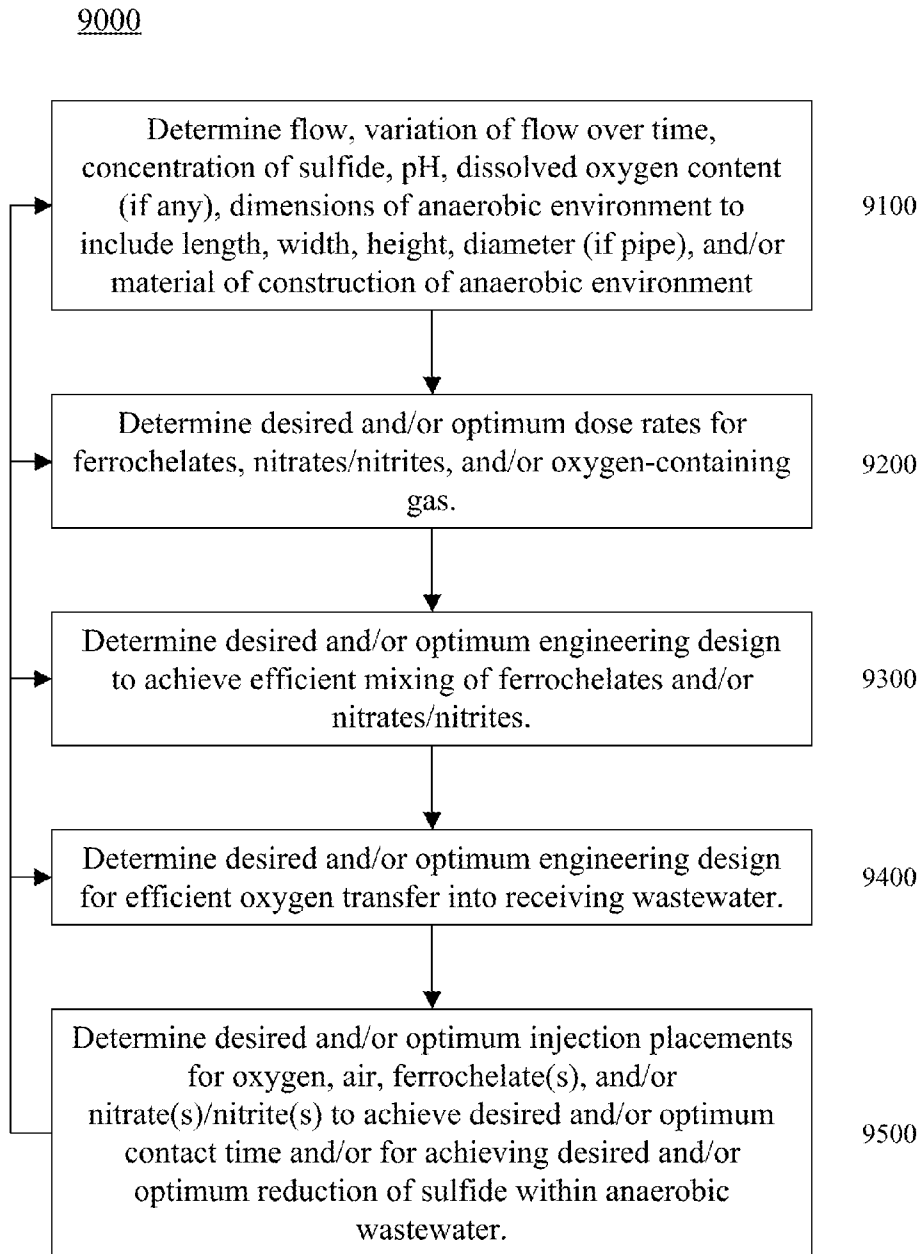 9000
Determine flow, variation of flow over time,
concentration of sulfide, pH, dissolved oxygen content
(if any), dimensions of anaerobic environment to
include length, width, height, diameter (if pipe), and/or
material of construction of anaerobic environment
9100
Determine desired and/or optimum dose rates for
ferrochelates, nitrates/nitrites, and/or oxygen-containing
gas.
9200
Determine desired and/or optimum engineering design
to achieve efficient mixing of ferrochelates and/or
nitrates/nitrites.
9300
Determine desired and/or optimum engineering design
for efficient oxygen transfer into receiving wastewater.
9400
Determine desired and/or optimum injection placements
for oxygen, air, ferrochelate(s), and/or
nitrate(s)/nitrite(s) to achieve desired and/or optimum
contact time and/or for achieving desired and/or
optimum reduction of sulfide within anaerobic
wastewater.
9500